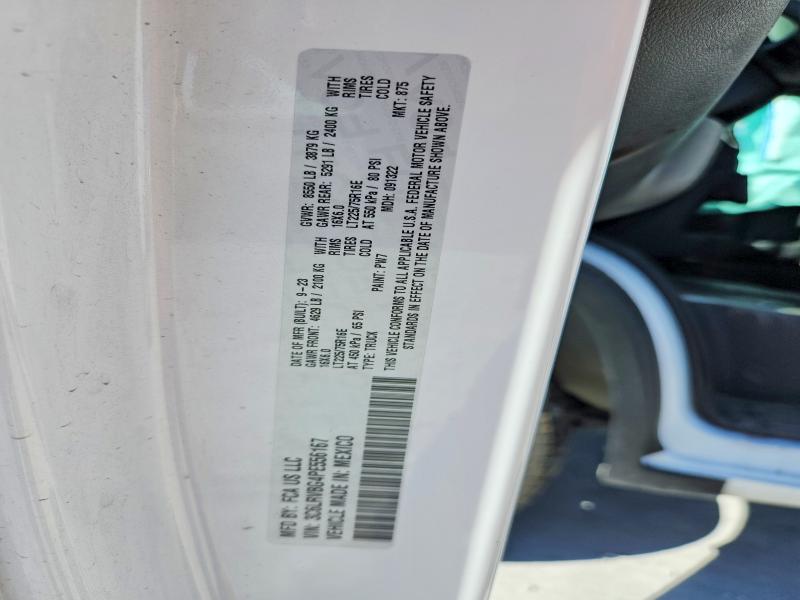 MFD BY: FCA US LLC
DATE OF MFR (BUILT): 9-23
GVWR: 8550 LB / 3879 KG
VIN: 3C6LRVBG4PE556167
GAWR FRONT: 4629 LB / 2100 KG WITH
GAWR REAR: 5291 LB / 2400 KG WITH
VEHICLE MADE IN: MEXICO
16X6.0 RIMS
16X6.0 RIMS
LT225/75R16E TIRES
LT225/75R16E TIRES
AT 450 kPa / 65 PSI COLD
AT 550 kPa / 80 PSI COLD
TYPE: TRUCK
PAINT: PW7
MDH: 091322
MKT: 875
THIS VEHICLE CONFORMS TO ALL APPLICABLE U.S.A. FEDERAL MOTOR VEHICLE SAFETY
STANDARDS IN EFFECT ON THE DATE OF MANUFACTURE SHOWN ABOVE.